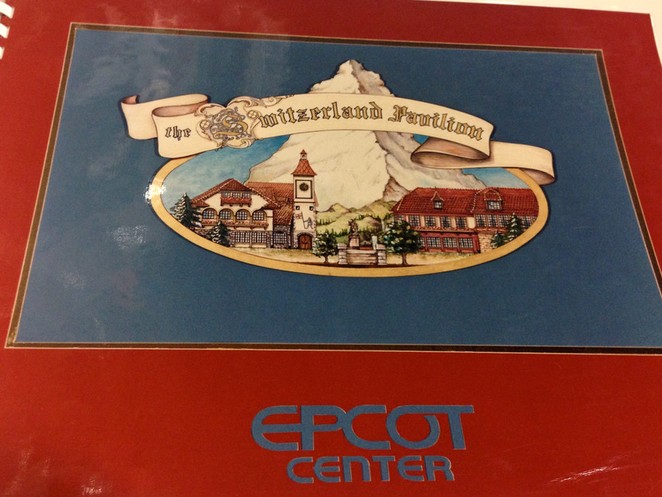 the Switzerland Pavilion
EPCOT
CENTER